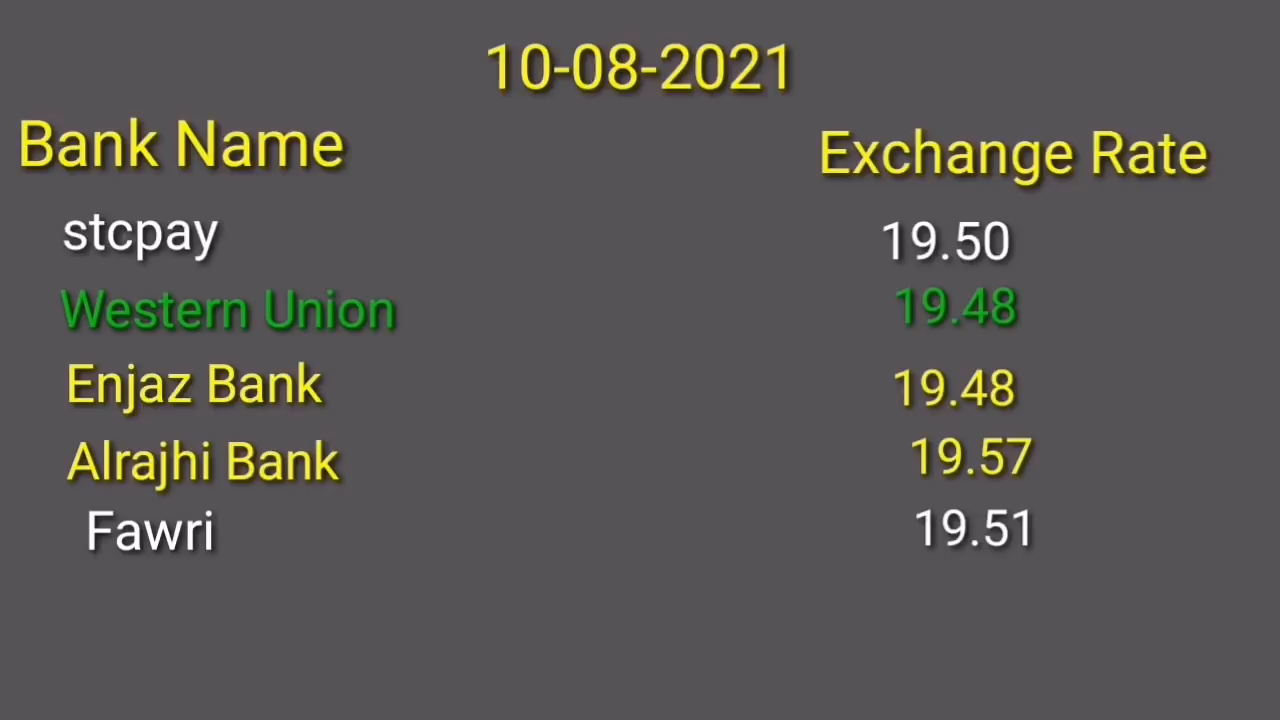 10-08-2021
Bank Name Exchange Rate
stcpay 19.50
Western Union 19.48
Enjaz Bank 19.48
Alrajhi Bank 19.57
Fawri 19.51